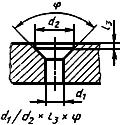 φ
d₂
l₃
d₁
d₁/d₂ × l₃ × φ